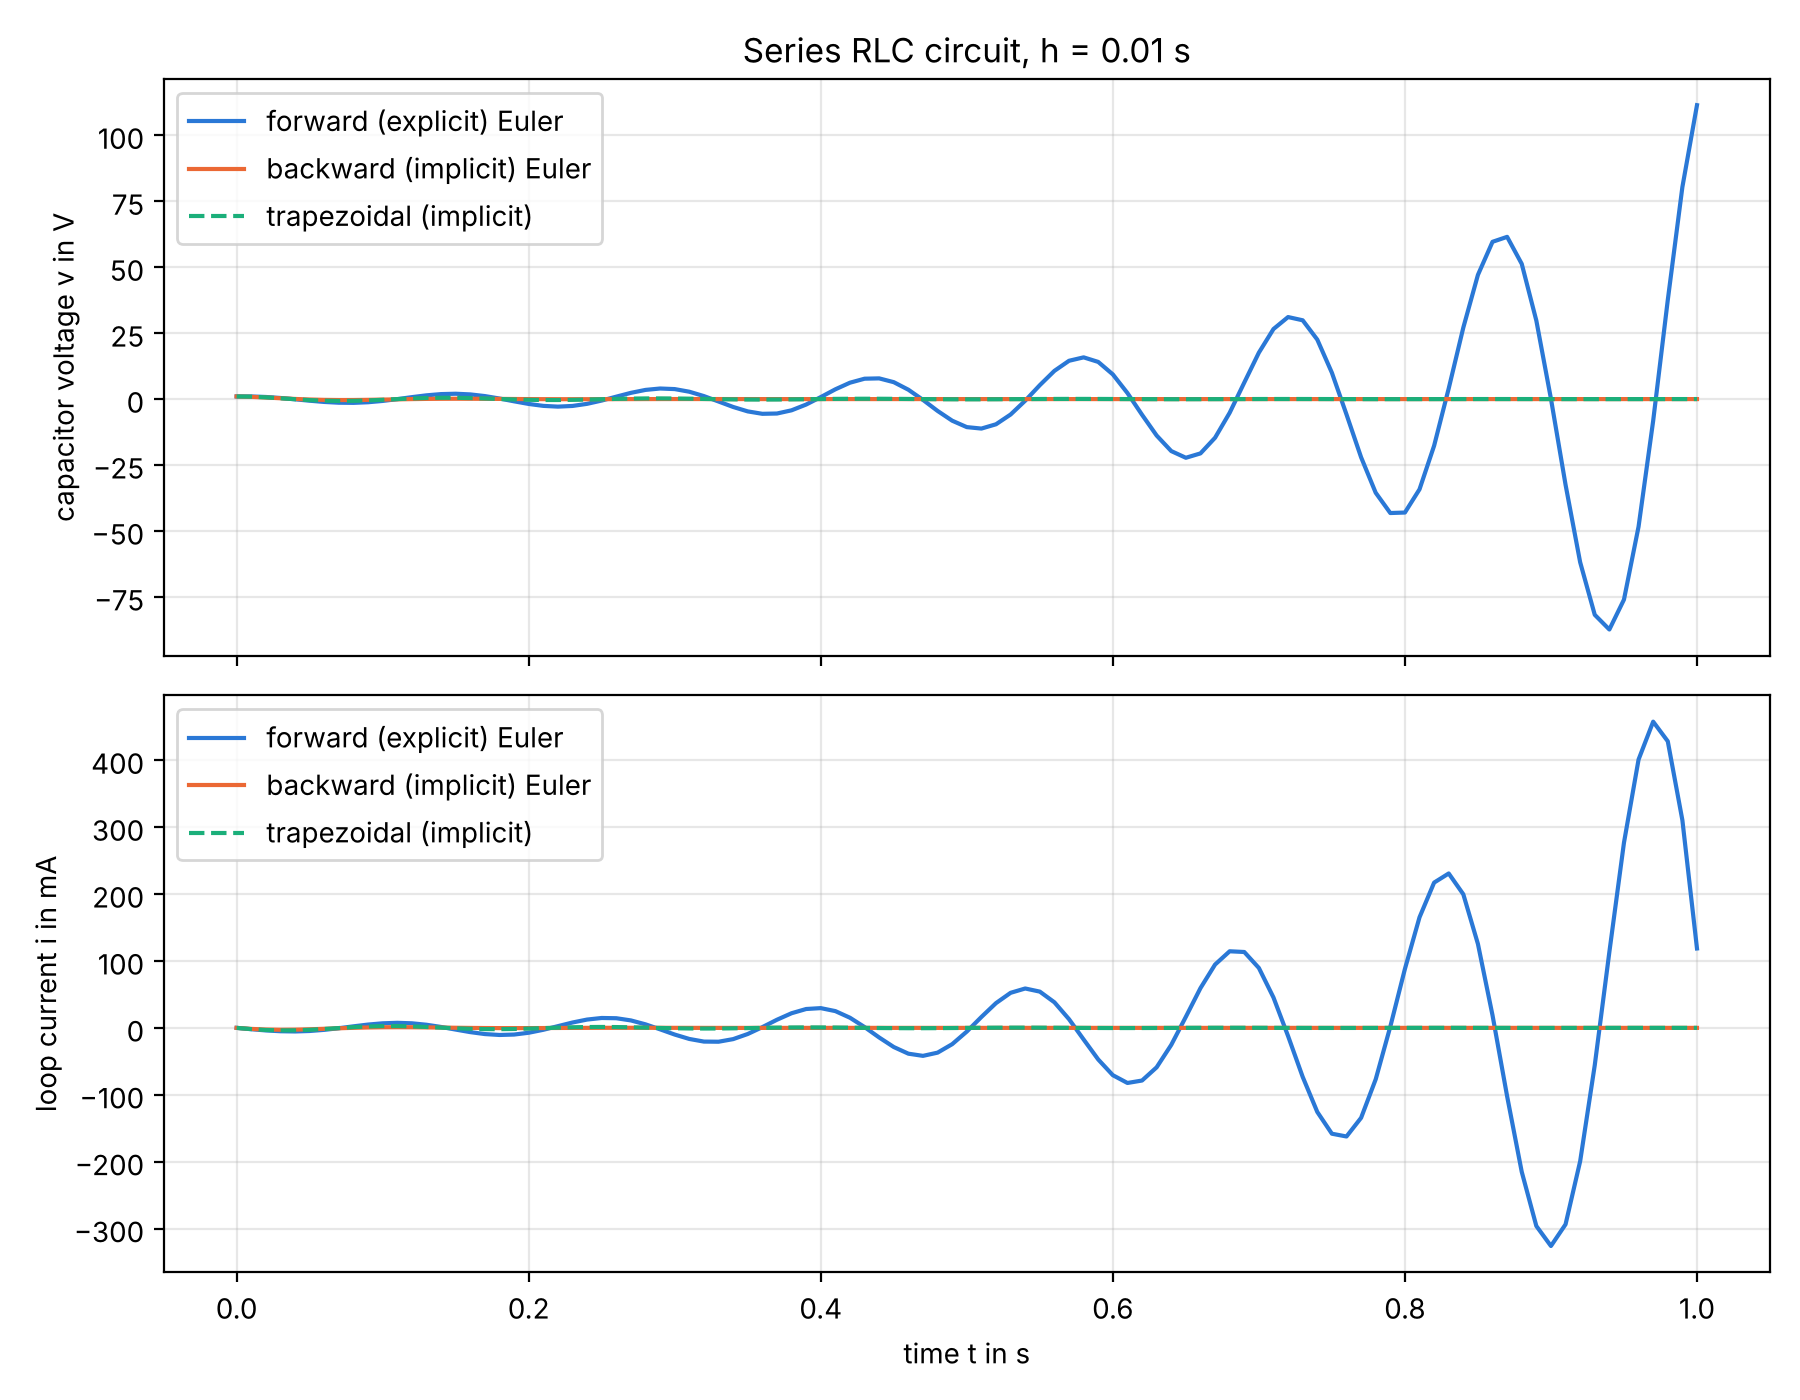 Series RLC circuit, h = 0.01 s
forward (explicit) Euler
backward (implicit) Euler
trapezoidal (implicit)
capacitor voltage v in V
100
75
50
25
0
−25
−50
−75
forward (explicit) Euler
backward (implicit) Euler
trapezoidal (implicit)
loop current i in mA
400
300
200
100
0
−100
−200
−300
0.0 0.2 0.4 0.6 0.8 1.0
time t in s